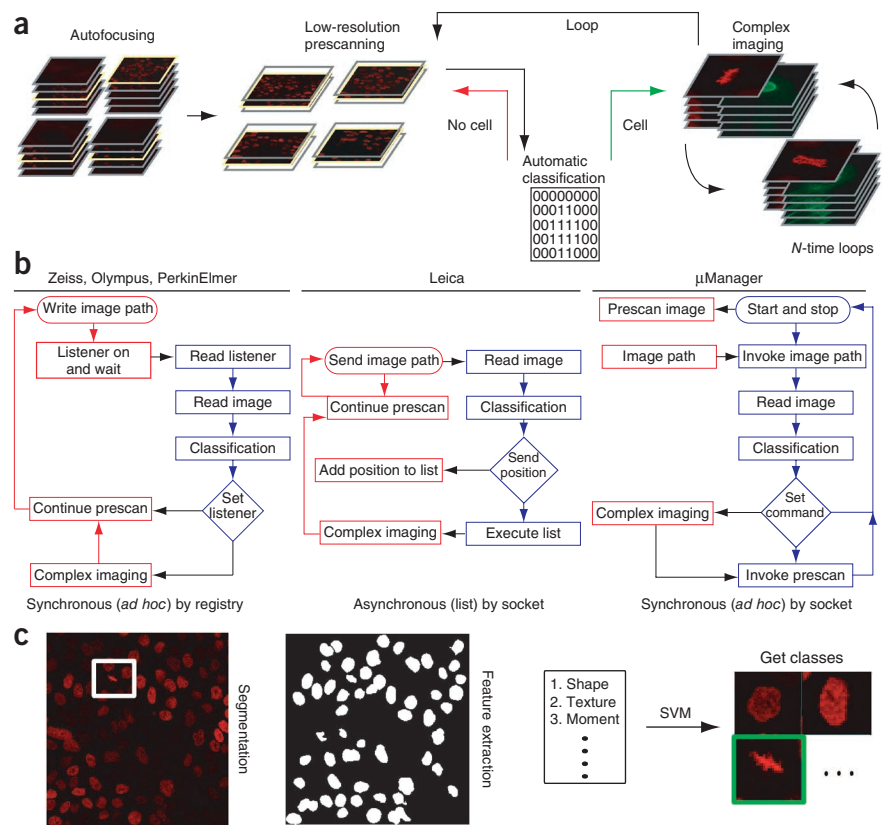 a
Autofocusing
Low-resolution
prescanning
Loop
Complex
imaging
No cell
Cell
Automatic
classification
00000000
00011000
00111100
00111100
00011000
N-time loops
b
Zeiss, Olympus, PerkinElmer
Write image path
Listener on
and wait
Read listener
Read image
Classification
Set
listener
Continue prescan
Complex imaging
Synchronous (ad hoc) by registry
Leica
Send image path
Read image
Continue prescan
Classification
Send
position
Add position to list
Complex imaging
Execute list
Asynchronous (list) by socket
µManager
Prescan image
Start and stop
Image path
Invoke image path
Read image
Classification
Set
command
Complex imaging
Invoke prescan
Synchronous (ad hoc) by socket
c
Segmentation
Feature extraction
1. Shape
2. Texture
3. Moment
SVM
Get classes